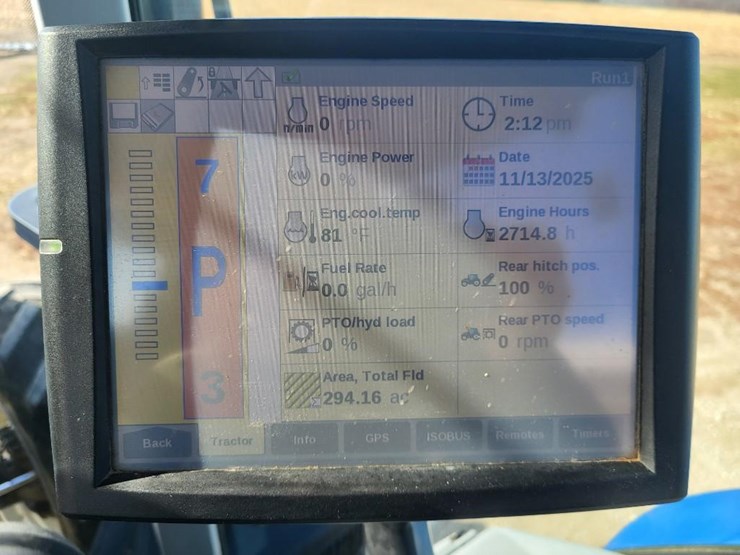 Run1
Engine Speed
n/min 0 rpm
Time
2:12 pm
Engine Power
kW 0 %
Date
11/13/2025
Eng.cool.temp
81 °F
Engine Hours
2714.8 h
Fuel Rate
0.0 gal/h
Rear hitch pos.
100 %
PTO/hyd load
0 %
Rear PTO speed
0 rpm
Area, Total Fld
294.16 ac
7
P
3
Back Tractor Info GPS ISOBUS Remotes Timers